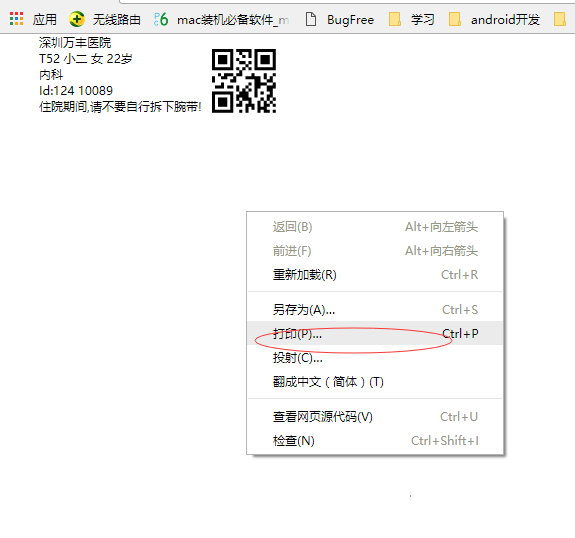 应用 无线路由 mac装机必备软件_m BugFree 学习 android开发
深圳万丰医院
T52 小二 女 22岁
内科
Id:124 10089
住院期间,请不要自行拆下腕带!
返回(B) Alt+向左箭头
前进(F) Alt+向右箭头
重新加载(R) Ctrl+R
另存为(A)... Ctrl+S
打印(P)... Ctrl+P
投射(C)...
翻成中文（简体）(T)
查看网页源代码(V) Ctrl+U
检查(N) Ctrl+Shift+I